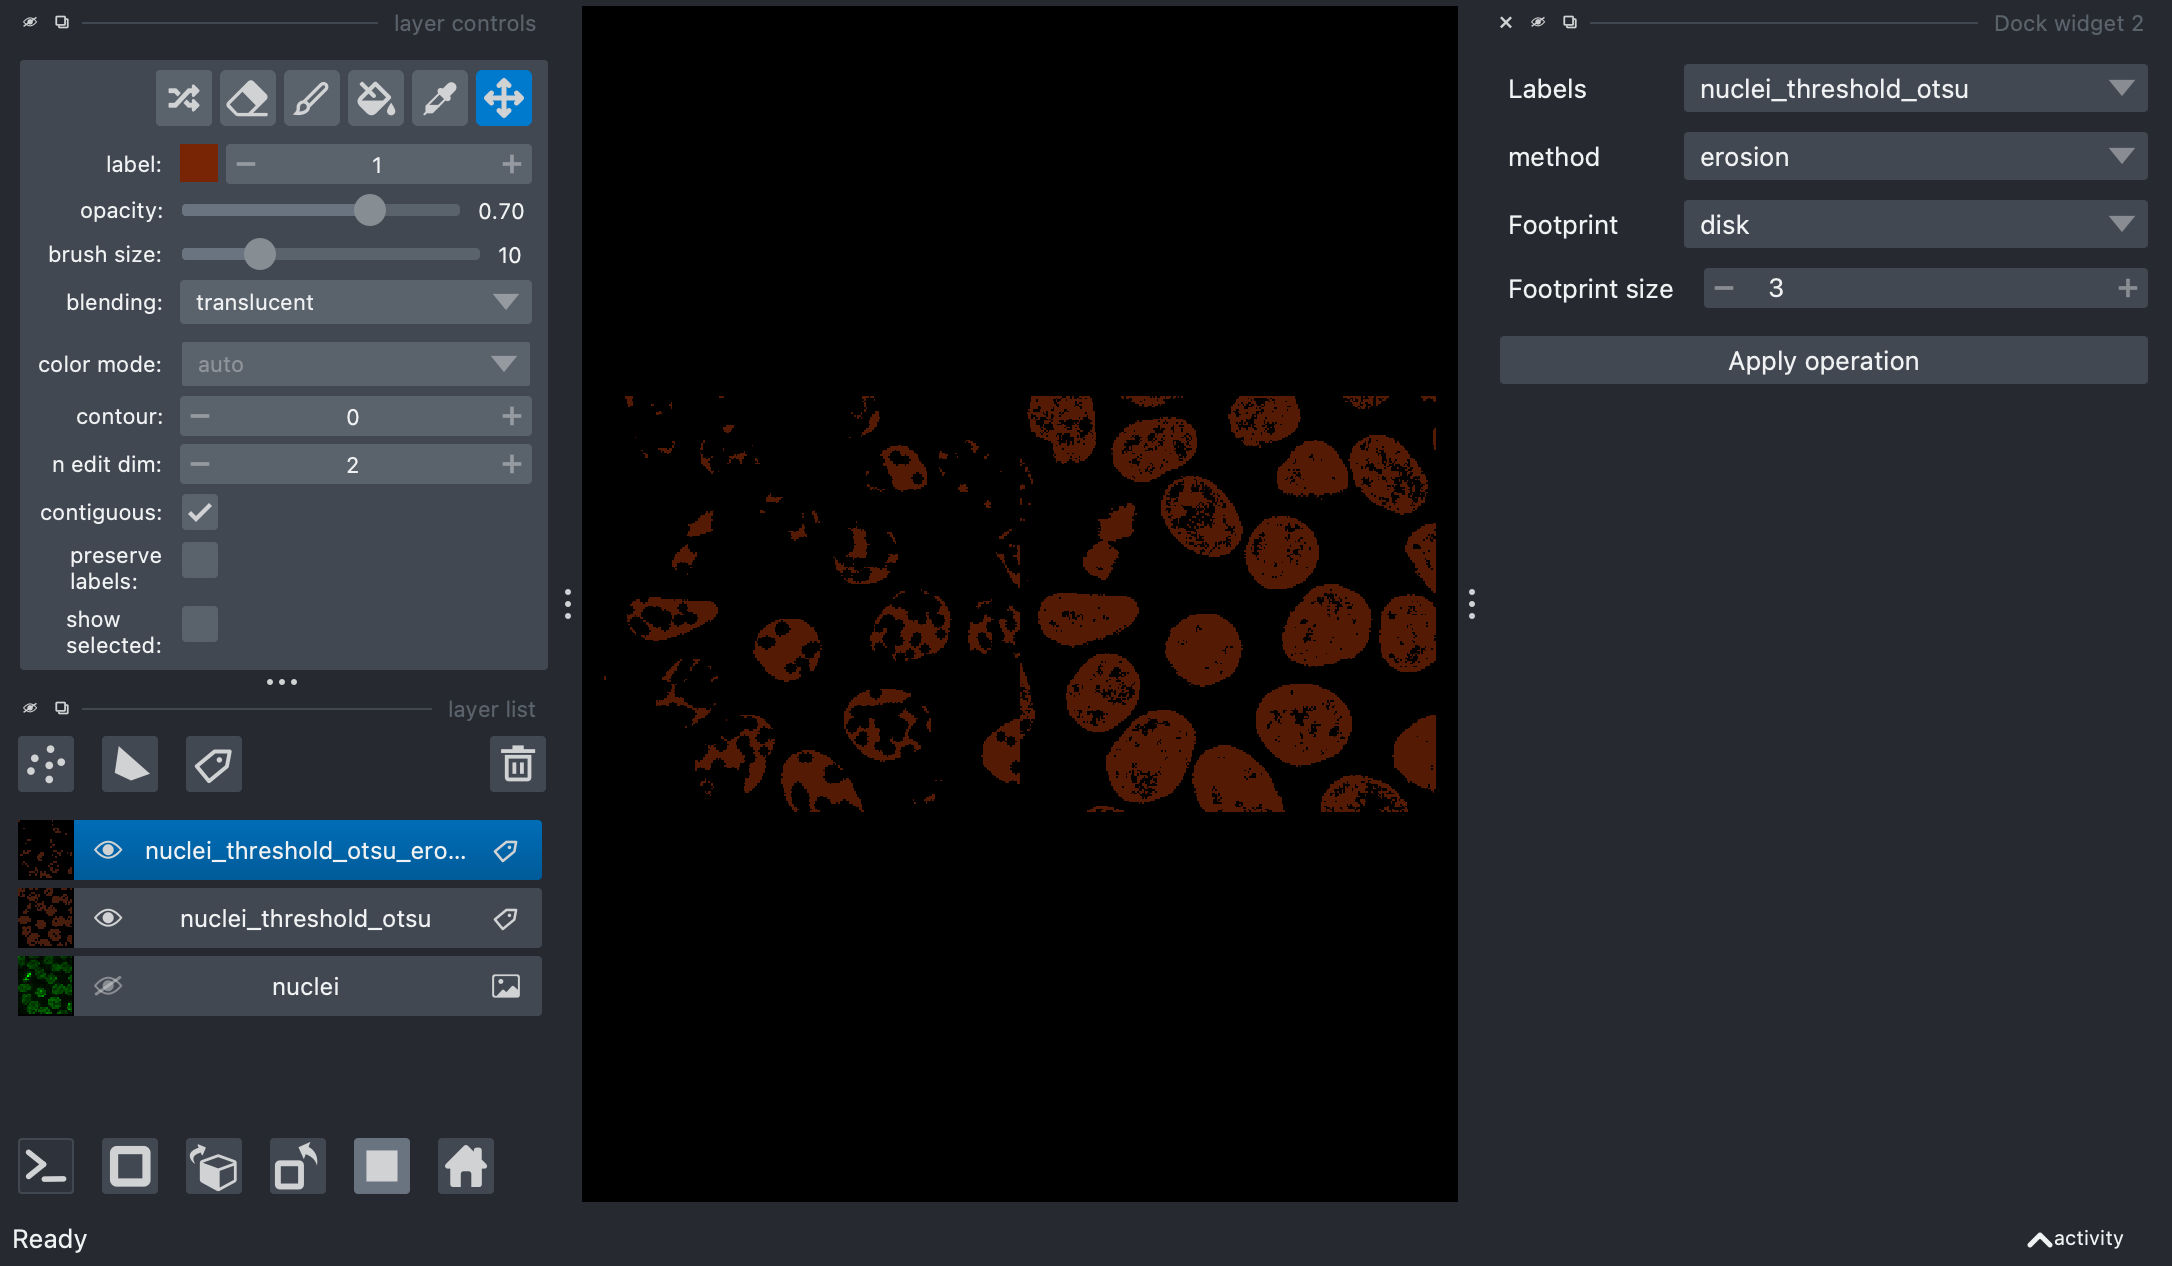 layer controls
label: 1
opacity: 0.70
brush size: 10
blending: translucent
color mode: auto
contour: 0
n edit dim: 2
contiguous:
preserve
labels:
show
selected:
layer list
nuclei_threshold_otsu_ero...
nuclei_threshold_otsu
nuclei
Ready
Dock widget 2
Labels nuclei_threshold_otsu
method erosion
Footprint disk
Footprint size 3
Apply operation
activity